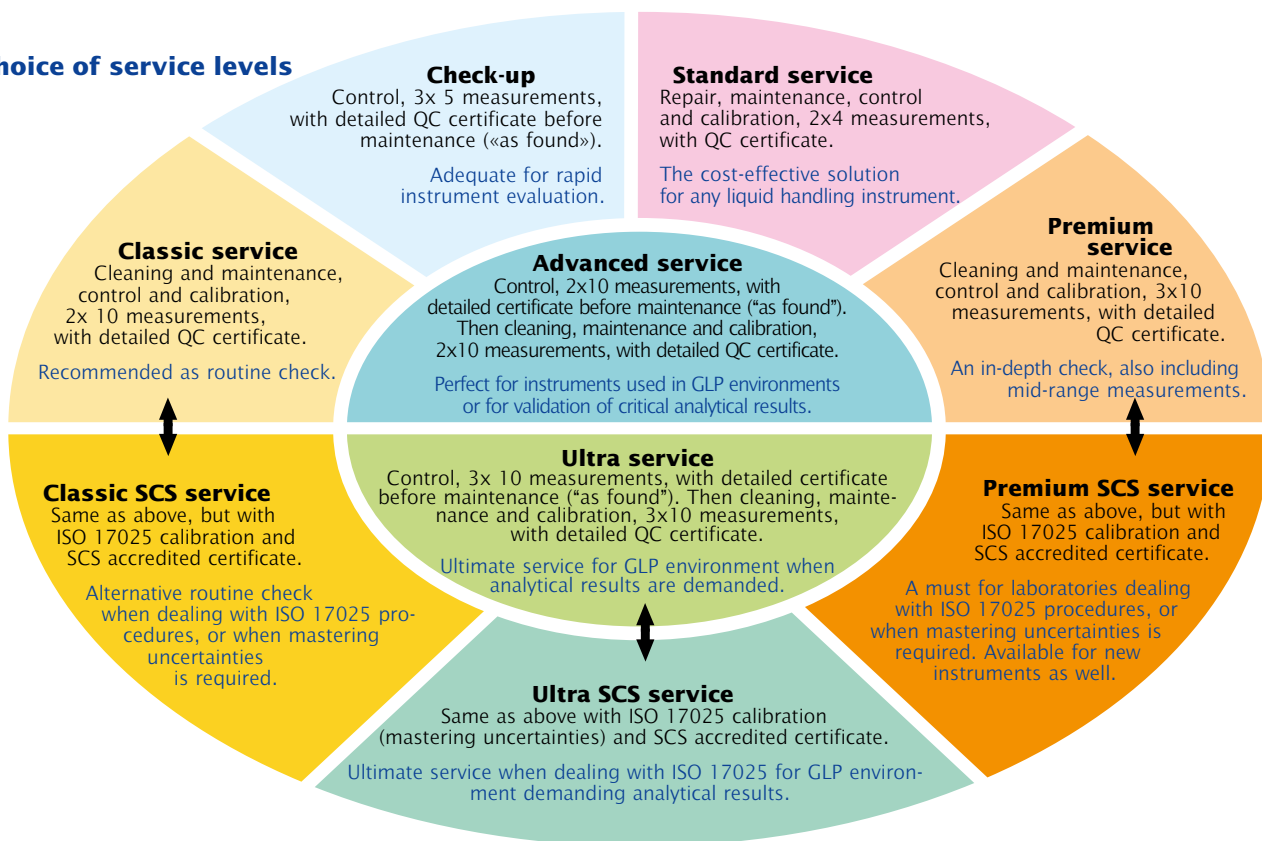 hoice of service levels
Check-up
Control, 3x 5 measurements,
with detailed QC certificate before
maintenance («as found»).
Adequate for rapid
instrument evaluation.
Standard service
Repair, maintenance, control
and calibration, 2x4 measurements,
with QC certificate.
The cost-effective solution
for any liquid handling instrument.
Classic service
Cleaning and maintenance,
control and calibration,
2x 10 measurements,
with detailed QC certificate.
Recommended as routine check.
Advanced service
Control, 2x10 measurements, with
detailed certificate before maintenance (“as found”).
Then cleaning, maintenance and calibration,
2x10 measurements, with detailed QC certificate.
Perfect for instruments used in GLP environments
or for validation of critical analytical results.
Premium
service
Cleaning and maintenance,
control and calibration, 3x10
measurements, with detailed
QC certificate.
An in-depth check, also including
mid-range measurements.
Classic SCS service
Same as above, but with
ISO 17025 calibration and
SCS accredited certificate.
Alternative routine check
when dealing with ISO 17025 pro-
cedures, or when mastering
uncertainties
is required.
Ultra service
Control, 3x 10 measurements, with detailed certificate
before maintenance (“as found”). Then cleaning, mainte-
nance and calibration, 3x10 measurements,
with detailed QC certificate.
Ultimate service for GLP environment when
analytical results are demanded.
Premium SCS service
Same as above, but with
ISO 17025 calibration and
SCS accredited certificate.
A must for laboratories dealing
with ISO 17025 procedures, or
when mastering uncertainties is
required. Available for new
instruments as well.
Ultra SCS service
Same as above with ISO 17025 calibration
(mastering uncertainties) and SCS accredited certificate.
Ultimate service when dealing with ISO 17025 for GLP environ-
ment demanding analytical results.